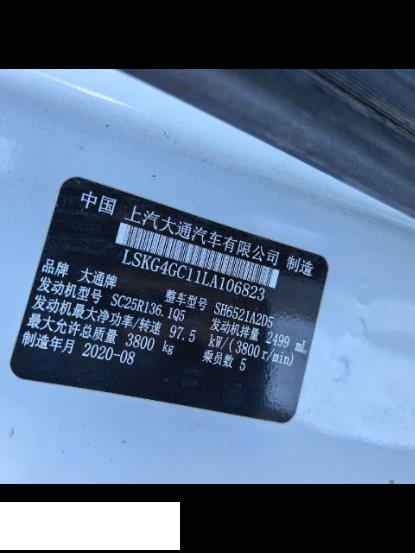 中国 上汽大通汽车有限公司 制造
LSKG4GC11LA106823
品牌 大通牌 整车型号 SH6521A2D5
发动机型号 SC25R136.1Q5 发动机排量 2499 mL
发动机最大净功率/转速 97.5 kW/(3800 r/min)
最大允许总质量 3800 kg 乘员数 5
制造年月 2020-08